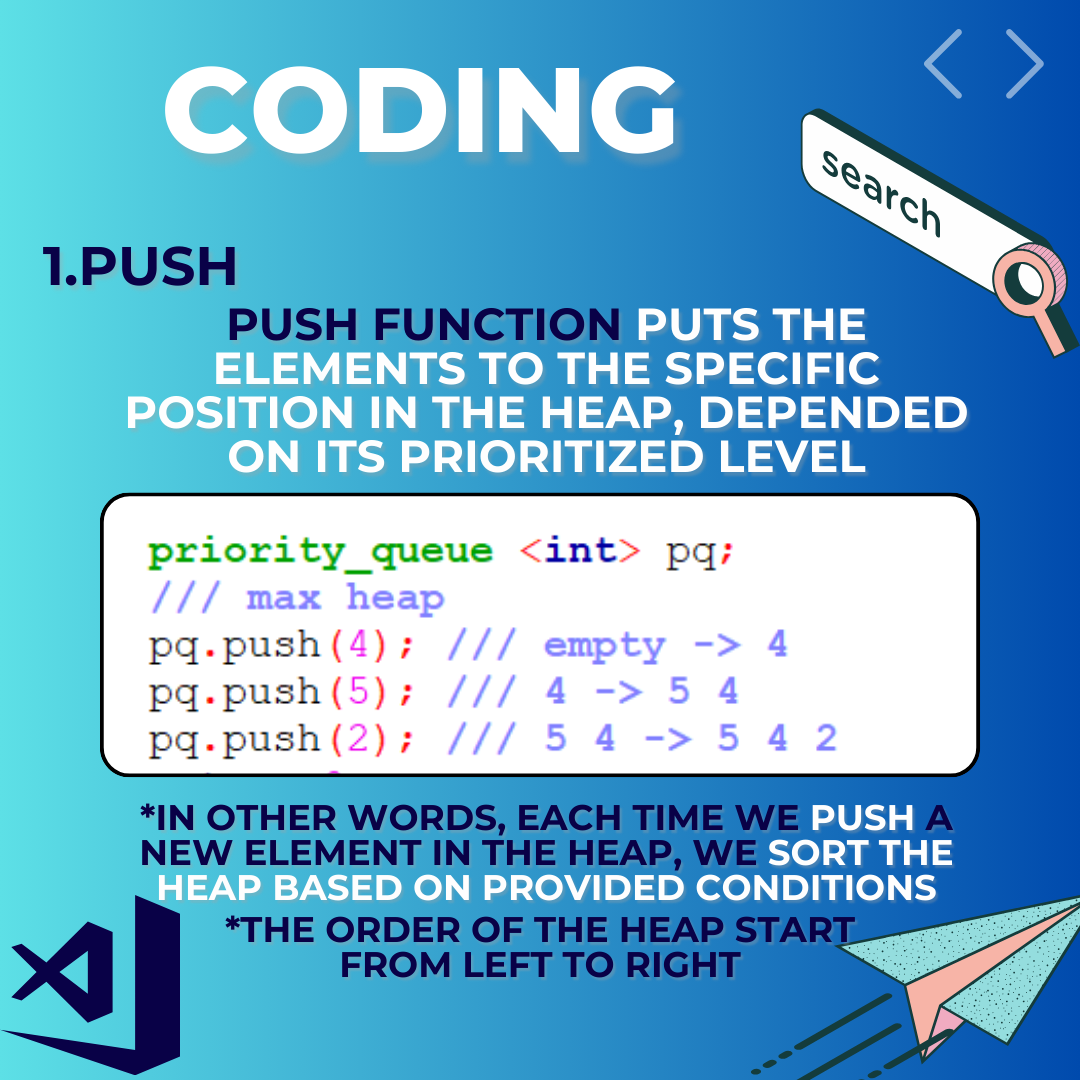 CODING
search
1.PUSH
PUSH FUNCTION PUTS THE
ELEMENTS TO THE SPECIFIC
POSITION IN THE HEAP, DEPENDED
ON ITS PRIORITIZED LEVEL
priority_queue <int> pq;
/// max heap
pq.push(4); /// empty -> 4
pq.push(5); /// 4 -> 5 4
pq.push(2); /// 5 4 -> 5 4 2
*IN OTHER WORDS, EACH TIME WE PUSH A
NEW ELEMENT IN THE HEAP, WE SORT THE
HEAP BASED ON PROVIDED CONDITIONS
*THE ORDER OF THE HEAP START
FROM LEFT TO RIGHT